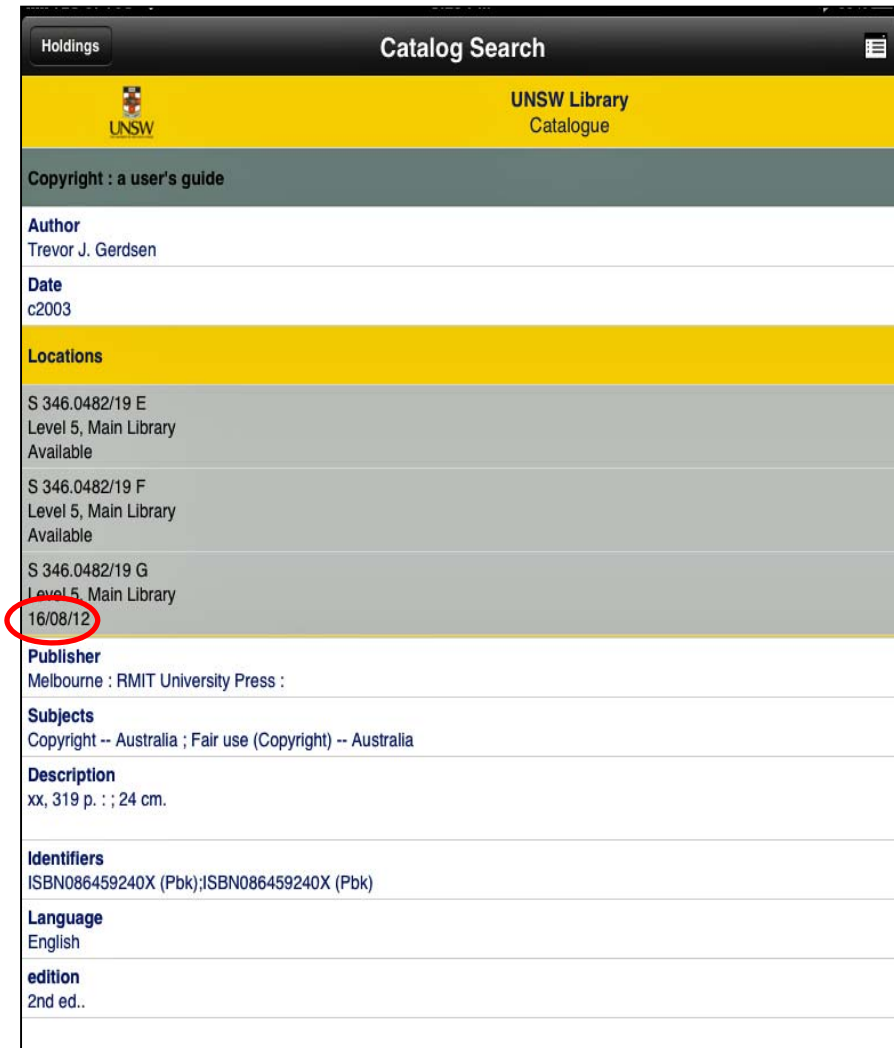 Holdings
Catalog Search
UNSW
UNSW Library
Catalogue
Copyright : a user's guide
Author
Trevor J. Gerdsen
Date
c2003
Locations
S 346.0482/19 E
Level 5, Main Library
Available
S 346.0482/19 F
Level 5, Main Library
Available
S 346.0482/19 G
Level 5, Main Library
16/08/12
Publisher
Melbourne : RMIT University Press :
Subjects
Copyright -- Australia ; Fair use (Copyright) -- Australia
Description
xx, 319 p. : ; 24 cm.
Identifiers
ISBN086459240X (Pbk);ISBN086459240X (Pbk)
Language
English
edition
2nd ed..